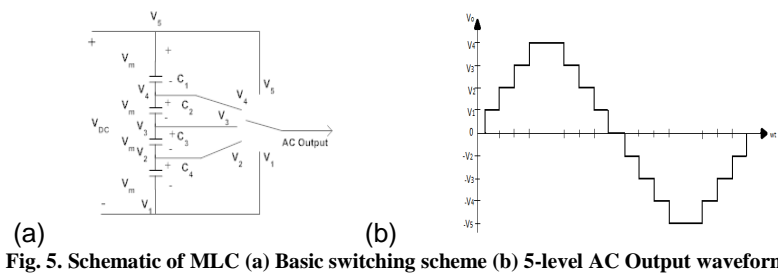 V5
+
Vm
+
- C1
V4
V5
V4
Vm
+ C2
-
V3
V3
VDC
Vm
+ C3
-
V2
V2
V1
AC Output
Vm
+ C4
-
V1
-
(a)
Vo
V4
V3
V2
V1
0
wt
-V2
-V3
-V4
-V5
(b)
Fig. 5. Schematic of MLC (a) Basic switching scheme (b) 5-level AC Output waveform